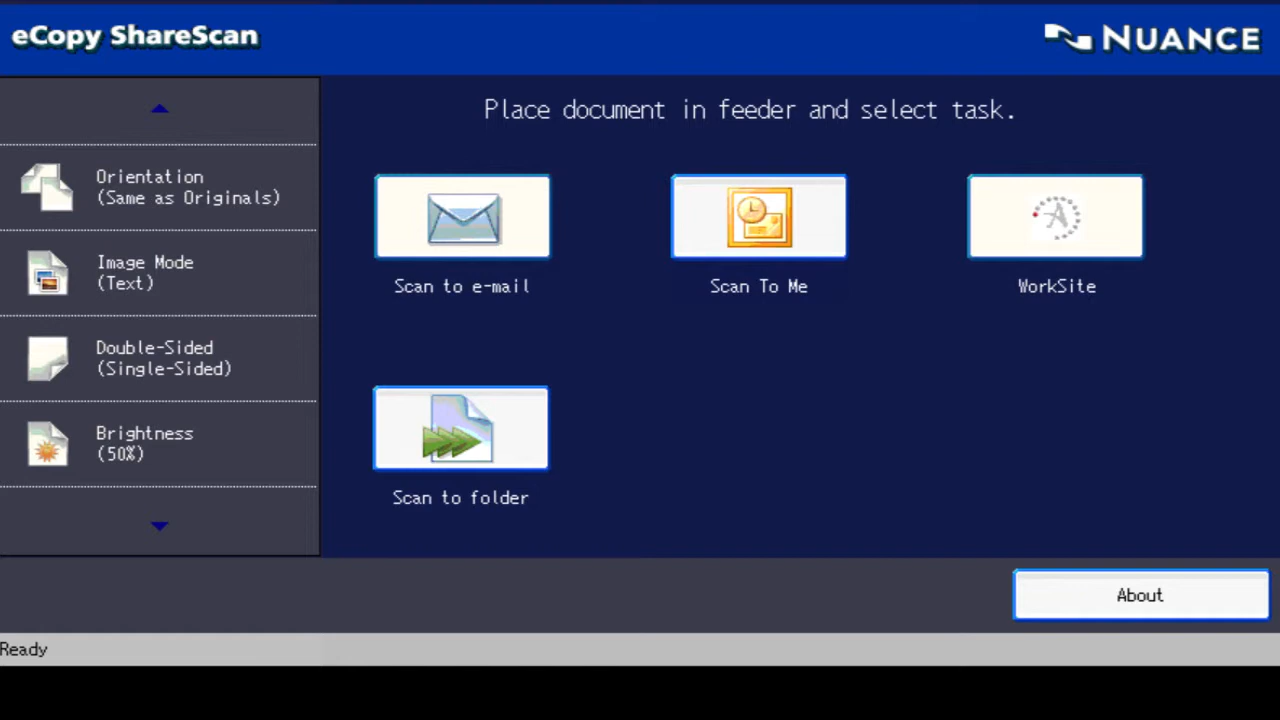 eCopy ShareScan
NUANCE
Place document in feeder and select task.
Orientation
(Same as Originals)
Image Mode
(Text)
Double-Sided
(Single-Sided)
Brightness
(50%)
Scan to e-mail
Scan To Me
WorkSite
Scan to folder
About
Ready